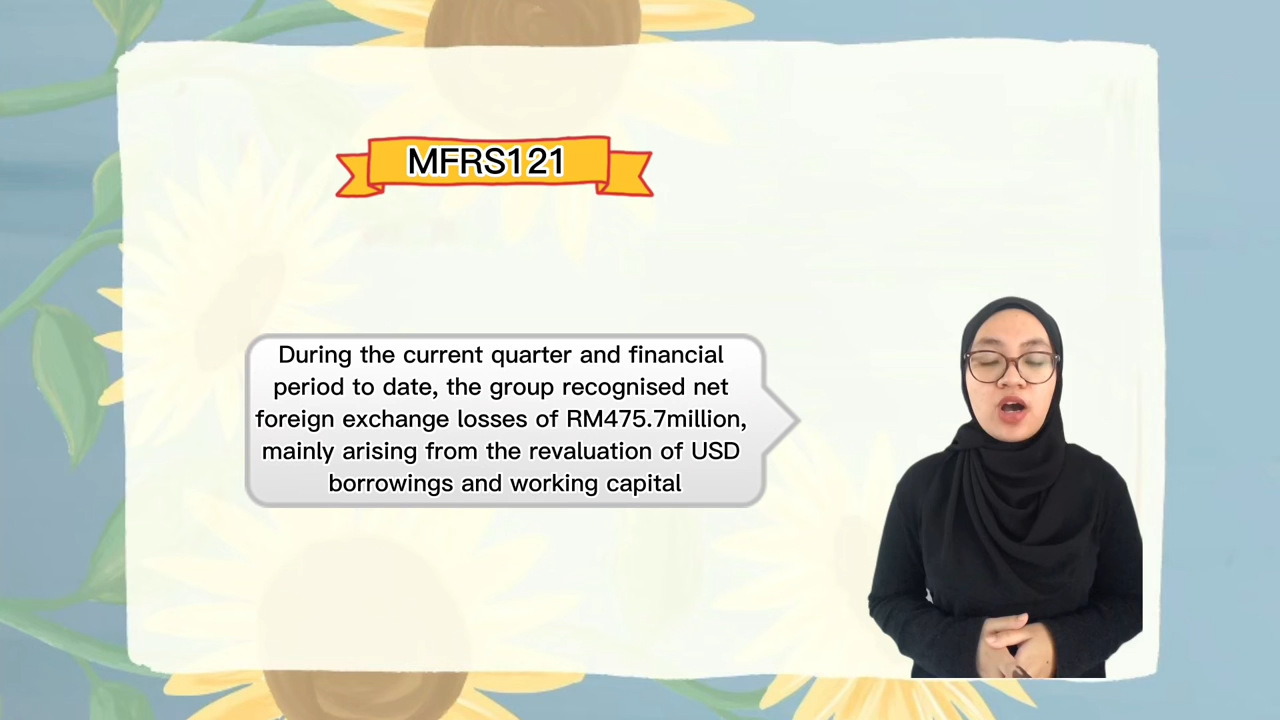 MFRS121
During the current quarter and financial
period to date, the group recognised net
foreign exchange losses of RM475.7million,
mainly arising from the revaluation of USD
borrowings and working capital